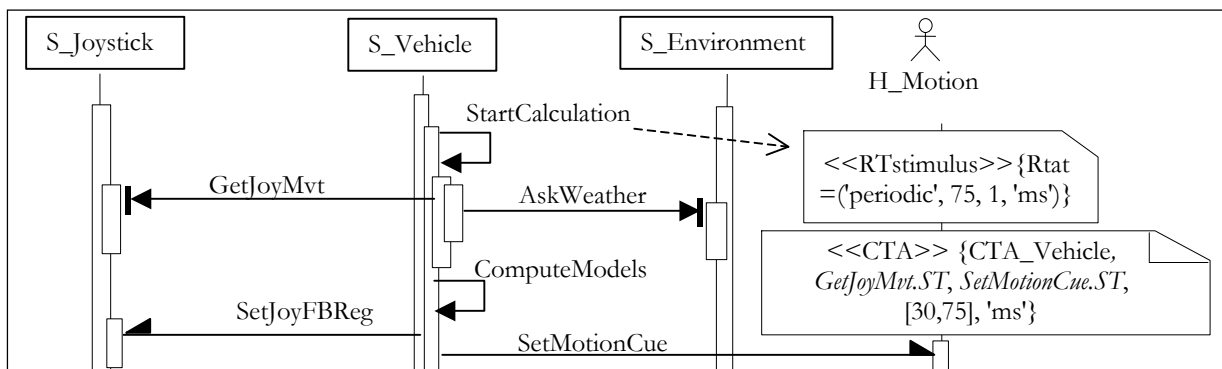 S_Joystick
S_Vehicle
S_Environment
H_Motion
StartCalculation
<<RTstimulus>>{Rtat
=('periodic', 75, 1, 'ms')}
GetJoyMvt
AskWeather
<<CTA>> {CTA_Vehicle,
GetJoyMvt.ST, SetMotionCue.ST,
[30,75], 'ms'}
ComputeModels
SetJoyFBReg
SetMotionCue